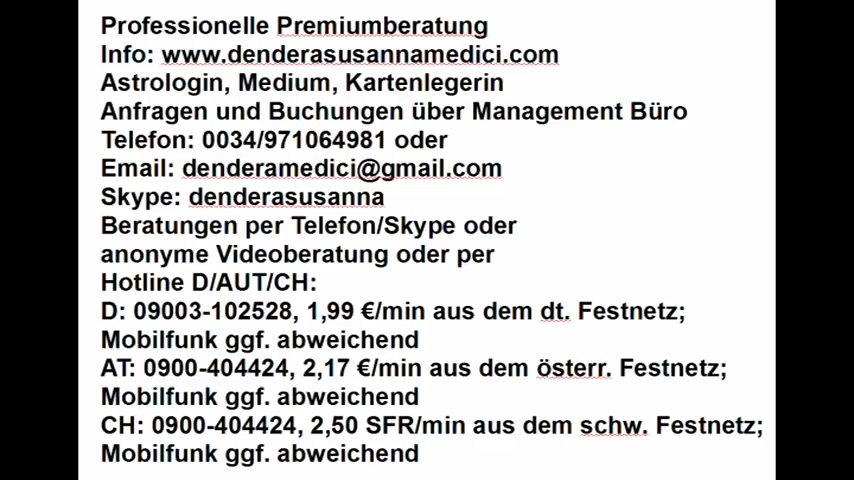 Professionelle Premiumberatung
Info: www.denderasusannamedici.com
Astrologin, Medium, Kartenlegerin
Anfragen und Buchungen über Management Büro
Telefon: 0034/971064981 oder
Email: denderamedici@gmail.com
Skype: denderasusanna
Beratungen per Telefon/Skype oder
anonyme Videoberatung oder per
Hotline D/AUT/CH:
D: 09003-102528, 1,99 €/min aus dem dt. Festnetz;
Mobilfunk ggf. abweichend
AT: 0900-404424, 2,17 €/min aus dem österr. Festnetz;
Mobilfunk ggf. abweichend
CH: 0900-404424, 2,50 SFR/min aus dem schw. Festnetz;
Mobilfunk ggf. abweichend